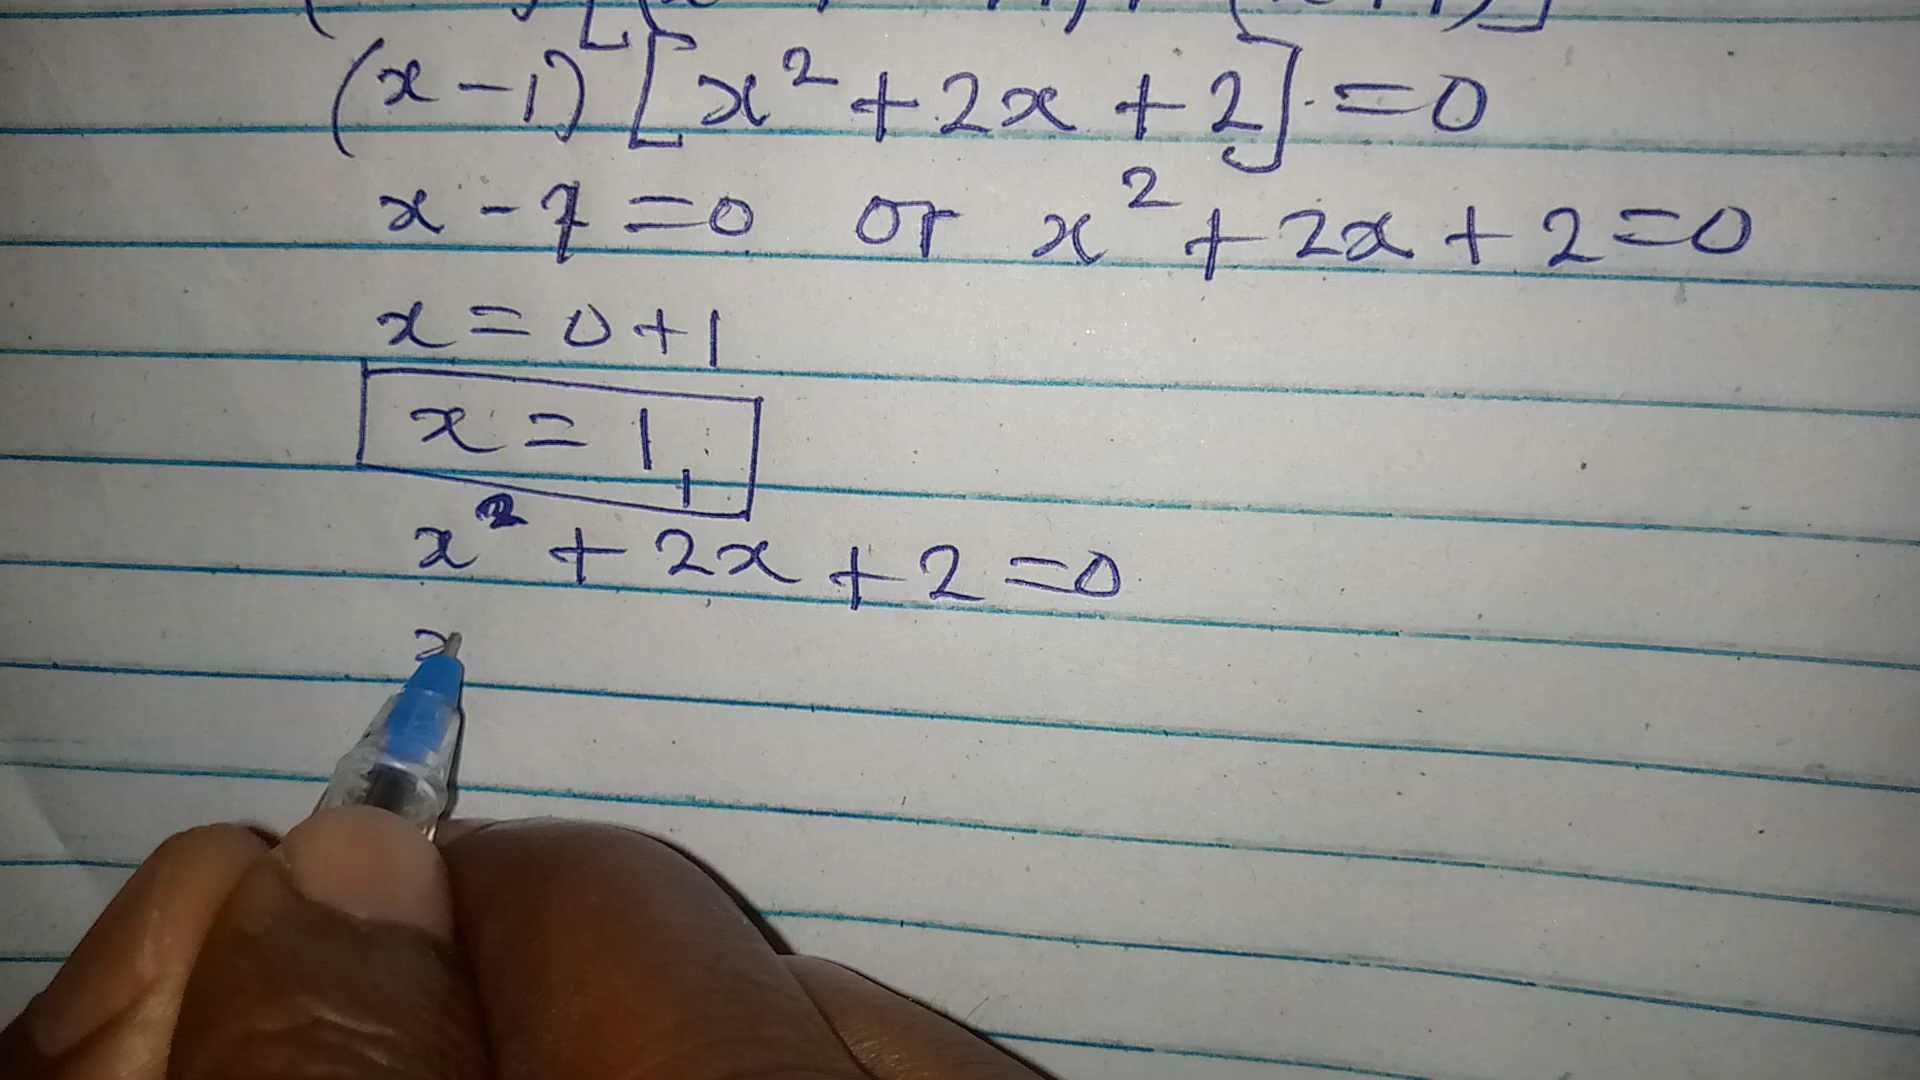 (x-1)[x² + 2x + 2] = 0
x - 1 = 0 or x² + 2x + 2 = 0
x = 0 + 1
x = 1,
x² + 2x + 2 = 0
x